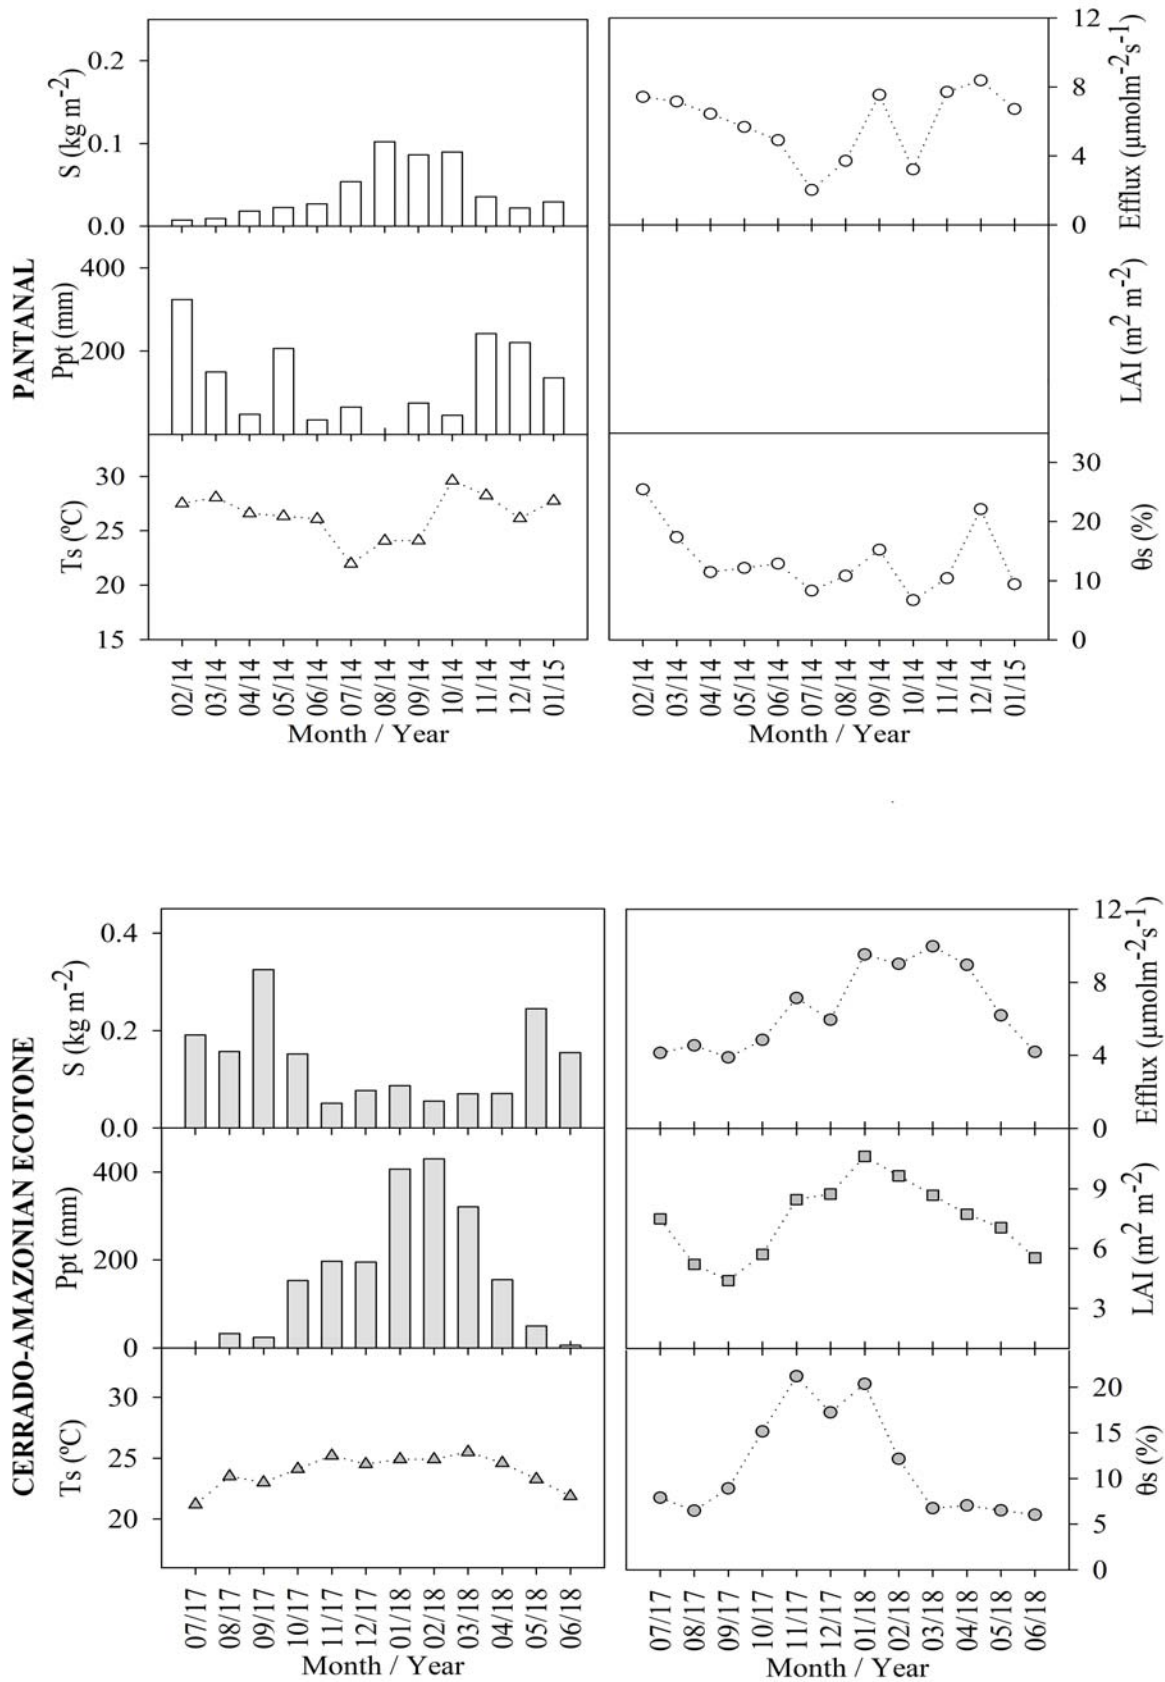 PANTANAL
S (kg m-2)
0.2
0.1
0.0
Ppt (mm)
400
200
Ts (ºC)
30
25
20
15
02/14 03/14 04/14 05/14 06/14 07/14 08/14 09/14 10/14 11/14 12/14 01/15
Month / Year
12
8
4
0
Efflux (µmolm-2s-1)
LAI (m2 m-2)
30
20
10
0
θs (%)
02/14 03/14 04/14 05/14 06/14 07/14 08/14 09/14 10/14 11/14 12/14 01/15
Month / Year
CERRADO-AMAZONIAN ECOTONE
S (kg m-2)
0.4
0.2
0.0
Ppt (mm)
400
200
0
Ts (ºC)
30
25
20
07/17 08/17 09/17 10/17 11/17 12/17 01/18 02/18 03/18 04/18 05/18 06/18
Month / Year
12
8
4
0
Efflux (µmolm-2s-1)
9
6
3
LAI (m2 m-2)
20
15
10
5
0
θs (%)
07/17 08/17 09/17 10/17 11/17 12/17 01/18 02/18 03/18 04/18 05/18 06/18
Month / Year